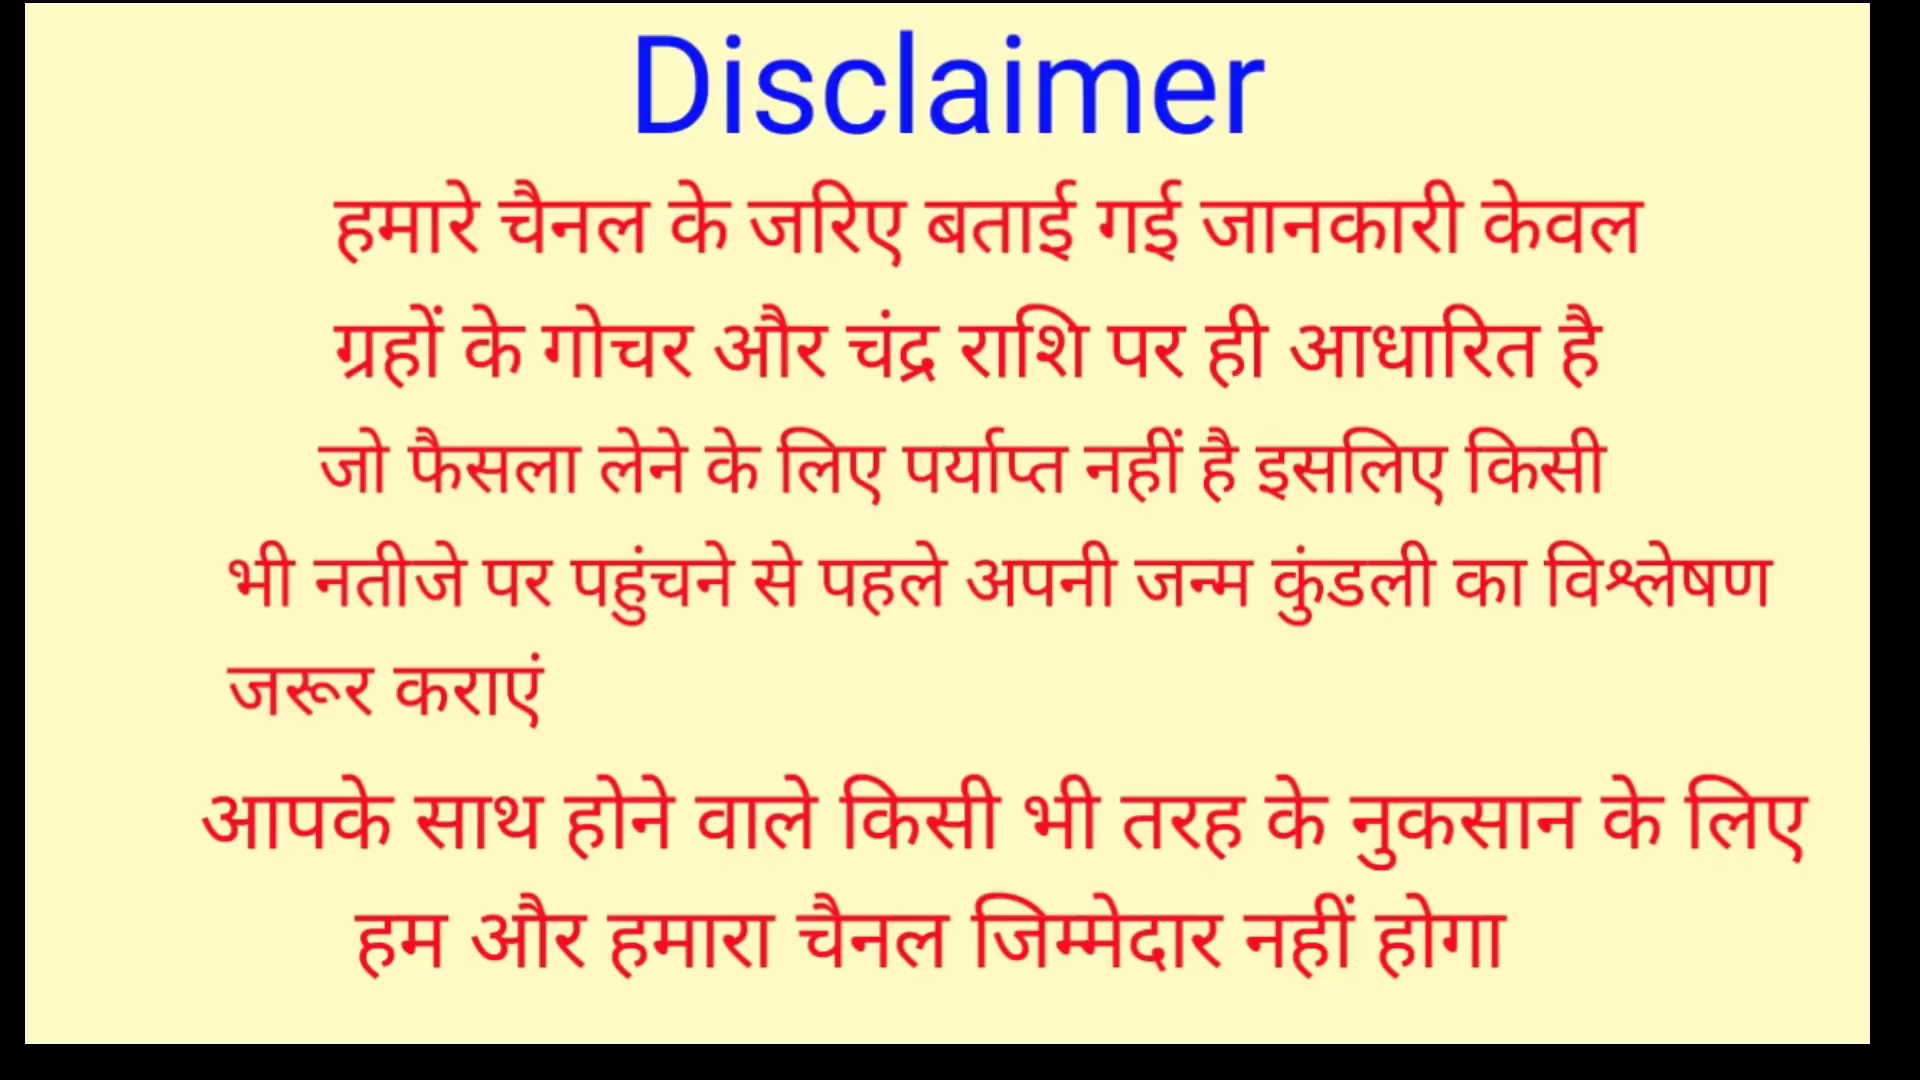 Disclaimer
हमारे चैनल के जरिए बताई गई जानकारी केवल
ग्रहों के गोचर और चंद्र राशि पर ही आधारित है
जो फैसला लेने के लिए पर्याप्त नहीं है इसलिए किसी
भी नतीजे पर पहुंचने से पहले अपनी जन्म कुंडली का विश्लेषण
जरूर कराएं
आपके साथ होने वाले किसी भी तरह के नुकसान के लिए
हम और हमारा चैनल जिम्मेदार नहीं होगा